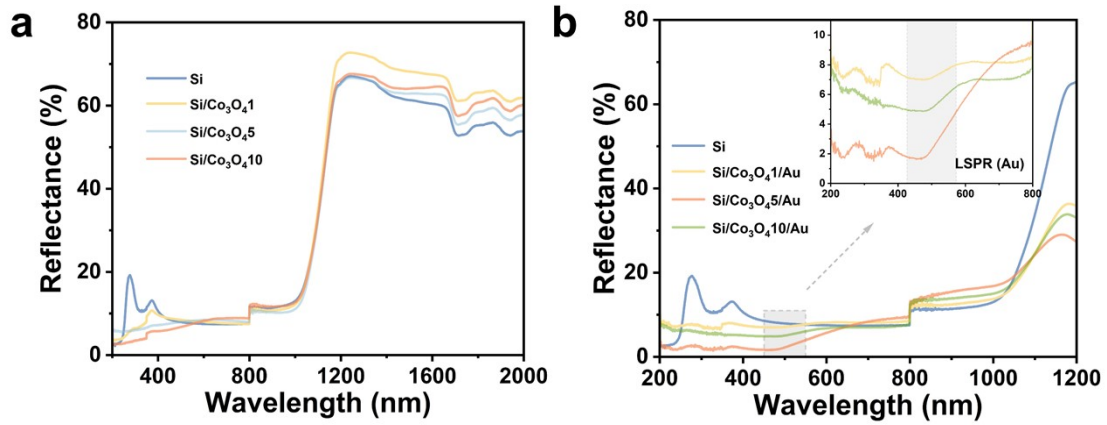 a
80
60
40
20
0
Reflectance (%)
Si
Si/Co₃O₄1
Si/Co₃O₄5
Si/Co₃O₄10
400 800 1200 1600 2000
Wavelength (nm)
b
80
60
40
20
0
Reflectance (%)
Si
Si/Co₃O₄1/Au
Si/Co₃O₄5/Au
Si/Co₃O₄10/Au
10
8
6
4
2
0
LSPR (Au)
200 400 600 800
200 400 600 800 1000 1200
Wavelength (nm)